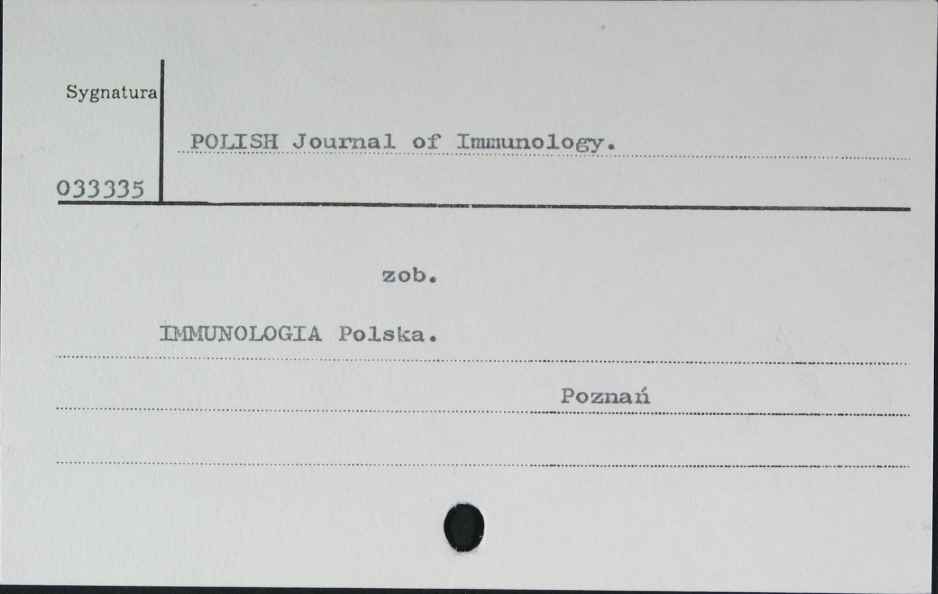 Sygnatura
POLISH Journal of Immunology.
033335
zob.
IMMUNOLOGIA Polska.
Poznań